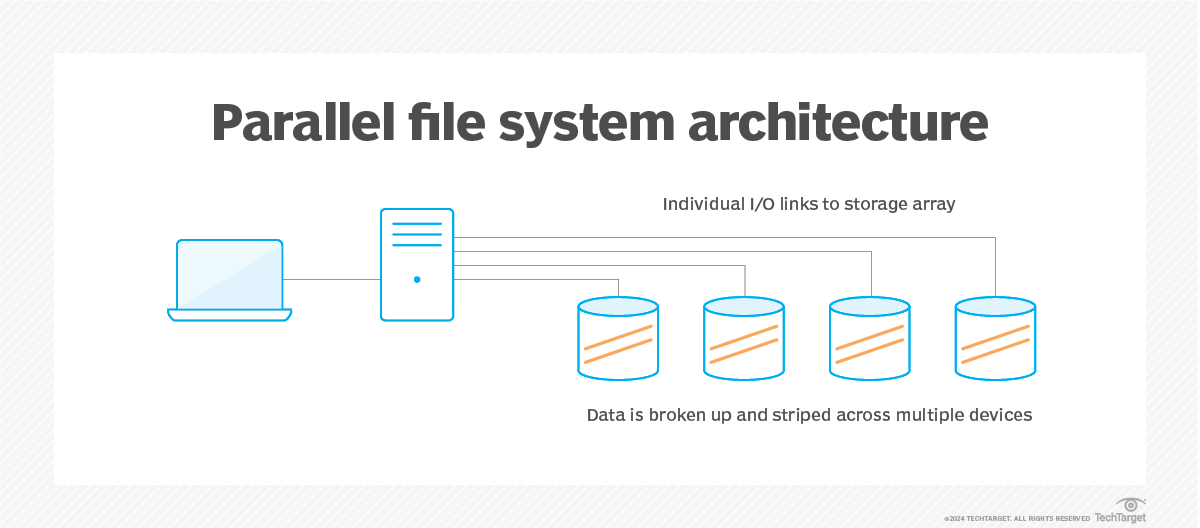 Parallel file system architecture
Individual I/O links to storage array
Data is broken up and striped across multiple devices
©2024 TECHTARGET. ALL RIGHTS RESERVED
TechTarget